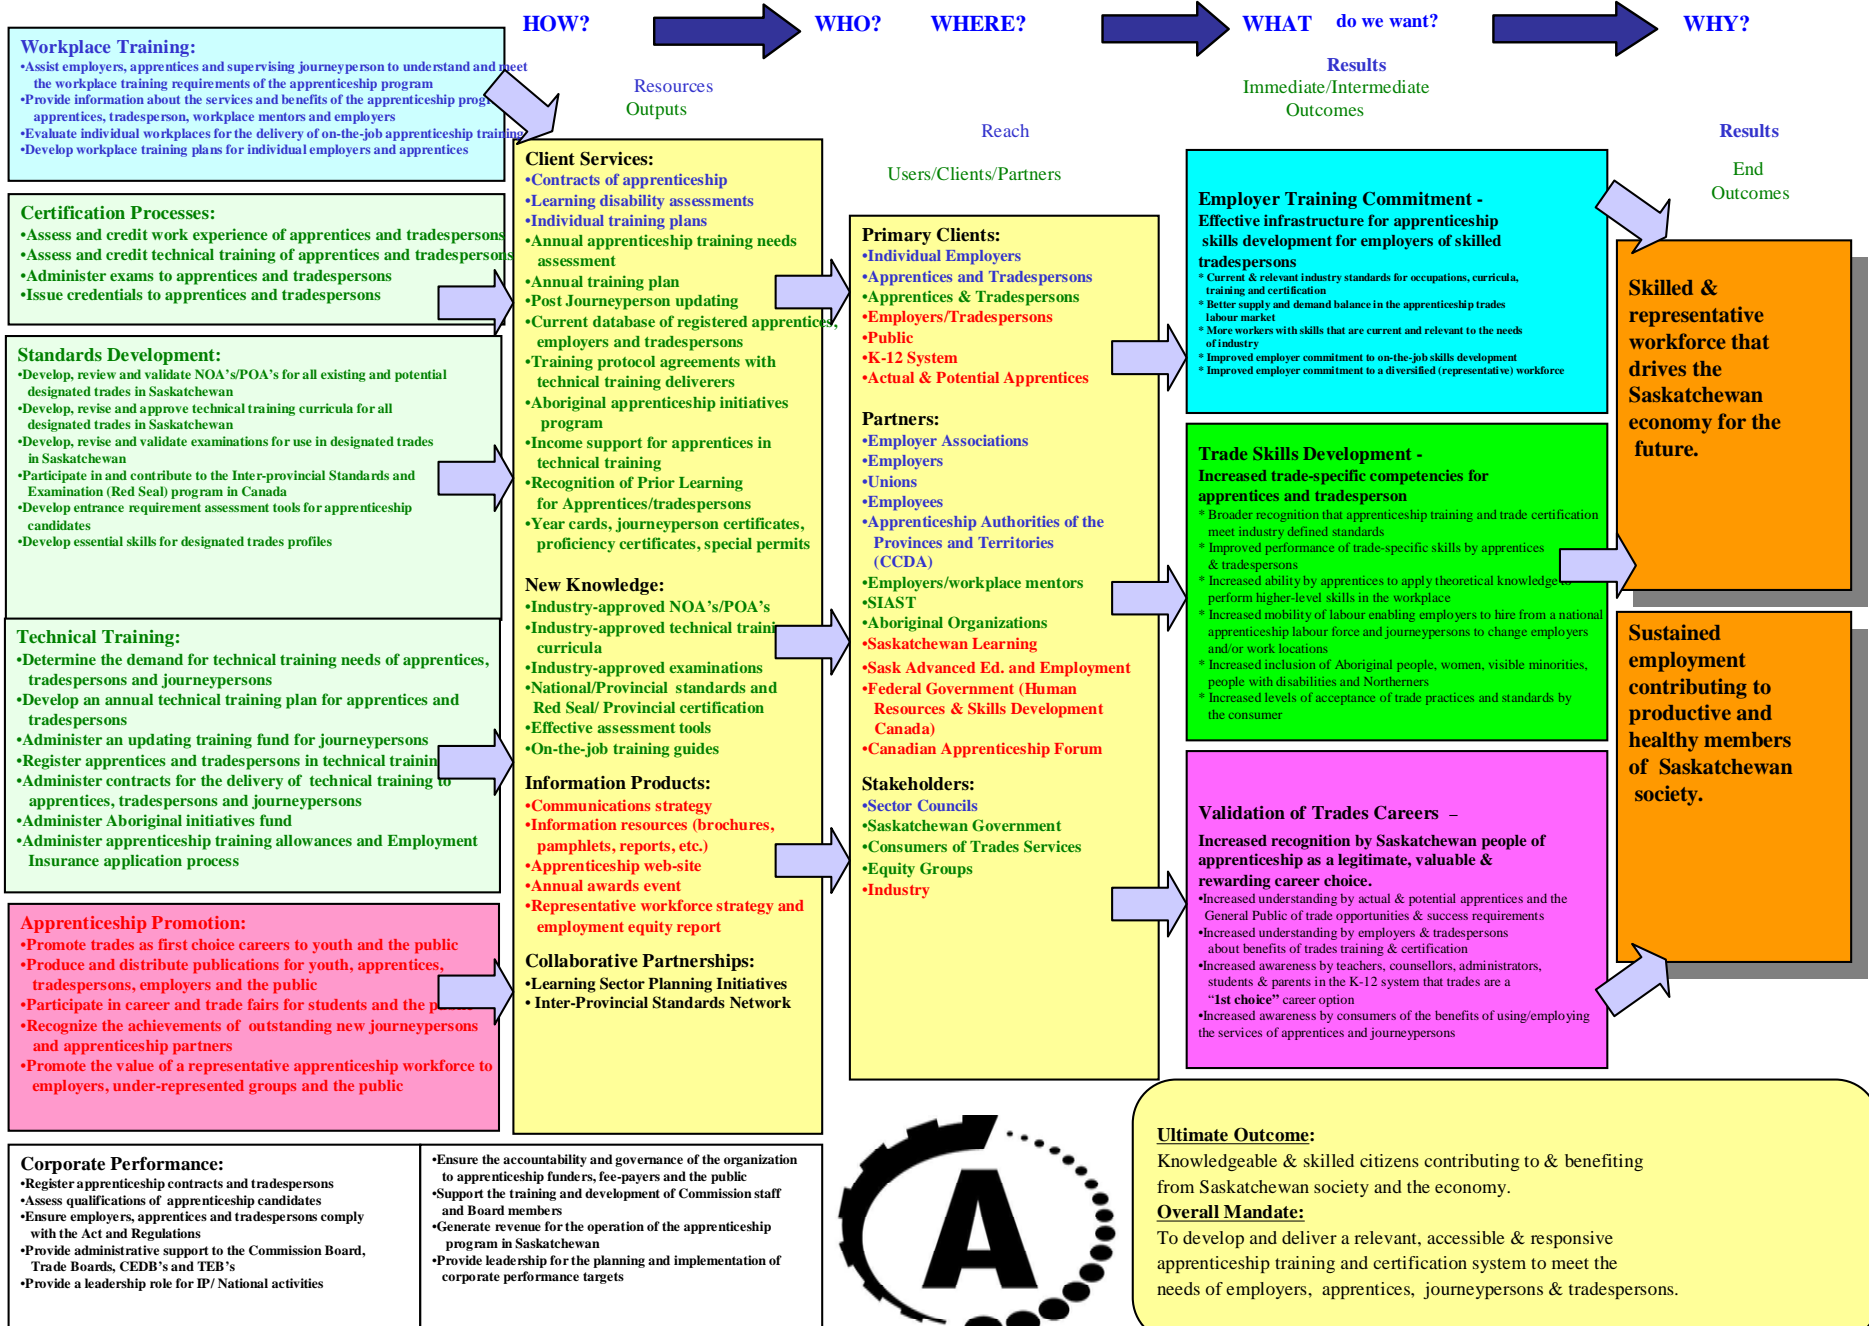 HOW?
WHO?
WHERE?
WHAT do we want?
WHY?
Resources
Outputs
Reach
Users/Clients/Partners
Results
Immediate/Intermediate
Outcomes
Results
End
Outcomes
Workplace Training:
•Assist employers, apprentices and supervising journeyperson to understand and meet
the workplace training requirements of the apprenticeship program
•Provide information about the services and benefits of the apprenticeship
apprentices, tradesperson, workplace mentors and employers
•Evaluate individual workplaces for the delivery of on-the-job apprenticeship training
•Develop workplace training plans for individual employers and apprentices
Certification Processes:
•Assess and credit work experience of apprentices and tradespersons
•Assess and credit technical training of apprentices and tradespersons
•Administer exams to apprentices and tradespersons
•Issue credentials to apprentices and tradespersons
Standards Development:
•Develop, review and validate NOA's/POA's for all existing and potential
designated trades in Saskatchewan
•Develop, revise and approve technical training curricula for all
designated trades in Saskatchewan
•Develop, revise and validate examinations for use in designated trades
in Saskatchewan
•Participate in and contribute to the Inter-provincial Standards and
Examination (Red Seal) program in Canada
•Develop entrance requirement assessment tools for apprenticeship
candidates
•Develop essential skills for designated trades profiles
Technical Training:
•Determine the demand for technical training needs of apprentices,
tradespersons and journeypersons
•Develop an annual technical training plan for apprentices and
tradespersons
•Administer an updating training fund for journeypersons
•Register apprentices and tradespersons in technical training
•Administer contracts for the delivery of technical training to
apprentices, tradespersons and journeypersons
•Administer Aboriginal initiatives fund
•Administer apprenticeship training allowances and Employment
Insurance application process
Apprenticeship Promotion:
•Promote trades as first choice careers to youth and the public
•Produce and distribute publications for youth, apprentices,
tradespersons, employers and the public
•Participate in career and trade fairs for students and the public
•Recognize the achievements of outstanding new journeypersons
and apprenticeship partners
•Promote the value of a representative apprenticeship workforce to
employers, under-represented groups and the public
Corporate Performance:
•Register apprenticeship contracts and tradespersons
•Assess qualifications of apprenticeship candidates
•Ensure employers, apprentices and tradespersons comply
with the Act and Regulations
•Provide administrative support to the Commission Board,
Trade Boards, CEDB's and TEB's
•Provide a leadership role for IP/ National activities
•Ensure the accountability and governance of the organization
to apprenticeship funders, fee-payers and the public
•Support the training and development of Commission staff
and Board members
•Generate revenue for the operation of the apprenticeship
program in Saskatchewan
•Provide leadership for the planning and implementation of
corporate performance targets
Client Services:
•Contracts of apprenticeship
•Learning disability assessments
•Individual training plans
•Annual apprenticeship training needs
assessment
•Annual training plan
•Post Journeyperson updating
•Current database of registered apprentices,
employers and tradespersons
•Training protocol agreements with
technical training deliverers
•Aboriginal apprenticeship initiatives
program
•Income support for apprentices in
technical training
•Recognition of Prior Learning
for Apprentices/tradespersons
•Year cards, journeyperson certificates,
proficiency certificates, special permits
New Knowledge:
•Industry-approved NOA's/POA's
•Industry-approved technical training
curricula
•Industry-approved examinations
•National/Provincial standards and
Red Seal/ Provincial certification
•Effective assessment tools
•On-the-job training guides
Information Products:
•Communications strategy
•Information resources (brochures,
pamphlets, reports, etc.)
•Apprenticeship web-site
•Annual awards event
•Representative workforce strategy and
employment equity report
Collaborative Partnerships:
•Learning Sector Planning Initiatives
• Inter-Provincial Standards Network
Primary Clients:
•Individual Employers
•Apprentices and Tradespersons
•Apprentices & Tradespersons
•Employers/Tradespersons
•Public
•K-12 System
•Actual & Potential Apprentices
Partners:
•Employer Associations
•Employers
•Unions
•Employees
•Apprenticeship Authorities of the
Provinces and Territories
(CCDA)
•Employers/workplace mentors
•SIAST
•Aboriginal Organizations
•Saskatchewan Learning
•Sask Advanced Ed. and Employment
•Federal Government (Human
Resources & Skills Development
Canada)
•Canadian Apprenticeship Forum
Stakeholders:
•Sector Councils
•Saskatchewan Government
•Consumers of Trades Services
•Equity Groups
•Industry
Employer Training Commitment -
Effective infrastructure for apprenticeship
skills development for employers of skilled
tradespersons
* Current & relevant industry standards for occupations, curricula,
training and certification
* Better supply and demand balance in the apprenticeship trades
labour market
* More workers with skills that are current and relevant to the needs
of industry
* Improved employer commitment to on-the-job skills development
* Improved employer commitment to a diversified (representative) workforce
Trade Skills Development -
Increased trade-specific competencies for
apprentices and tradesperson
* Broader recognition that apprenticeship training and trade certification
meet industry defined standards
* Improved performance of trade-specific skills by apprentices
& tradespersons
* Increased ability by apprentices to apply theoretical knowledge to
perform higher-level skills in the workplace
* Increased mobility of labour enabling employers to hire from a national
apprenticeship labour force and journeypersons to change employers
and/or work locations
* Increased inclusion of Aboriginal people, women, visible minorities,
people with disabilities and Northerners
* Increased levels of acceptance of trade practices and standards by
the consumer
Validation of Trades Careers –
Increased recognition by Saskatchewan people of
apprenticeship as a legitimate, valuable &
rewarding career choice.
•Increased understanding by actual & potential apprentices and the
General Public of trade opportunities & success requirements
•Increased understanding by employers & tradespersons
about benefits of trades training & certification
•Increased awareness by teachers, counsellors, administrators,
students & parents in the K-12 system that trades are a
“1st choice” career option
•Increased awareness by consumers of the benefits of using/employing
the services of apprentices and journeypersons
Skilled &
representative
workforce that
drives the
Saskatchewan
economy for the
future.
Sustained
employment
contributing to
productive and
healthy members
of Saskatchewan
society.
A
Ultimate Outcome:
Knowledgeable & skilled citizens contributing to & benefiting
from Saskatchewan society and the economy.
Overall Mandate:
To develop and deliver a relevant, accessible & responsive
apprenticeship training and certification system to meet the
needs of employers, apprentices, journeypersons & tradespersons.